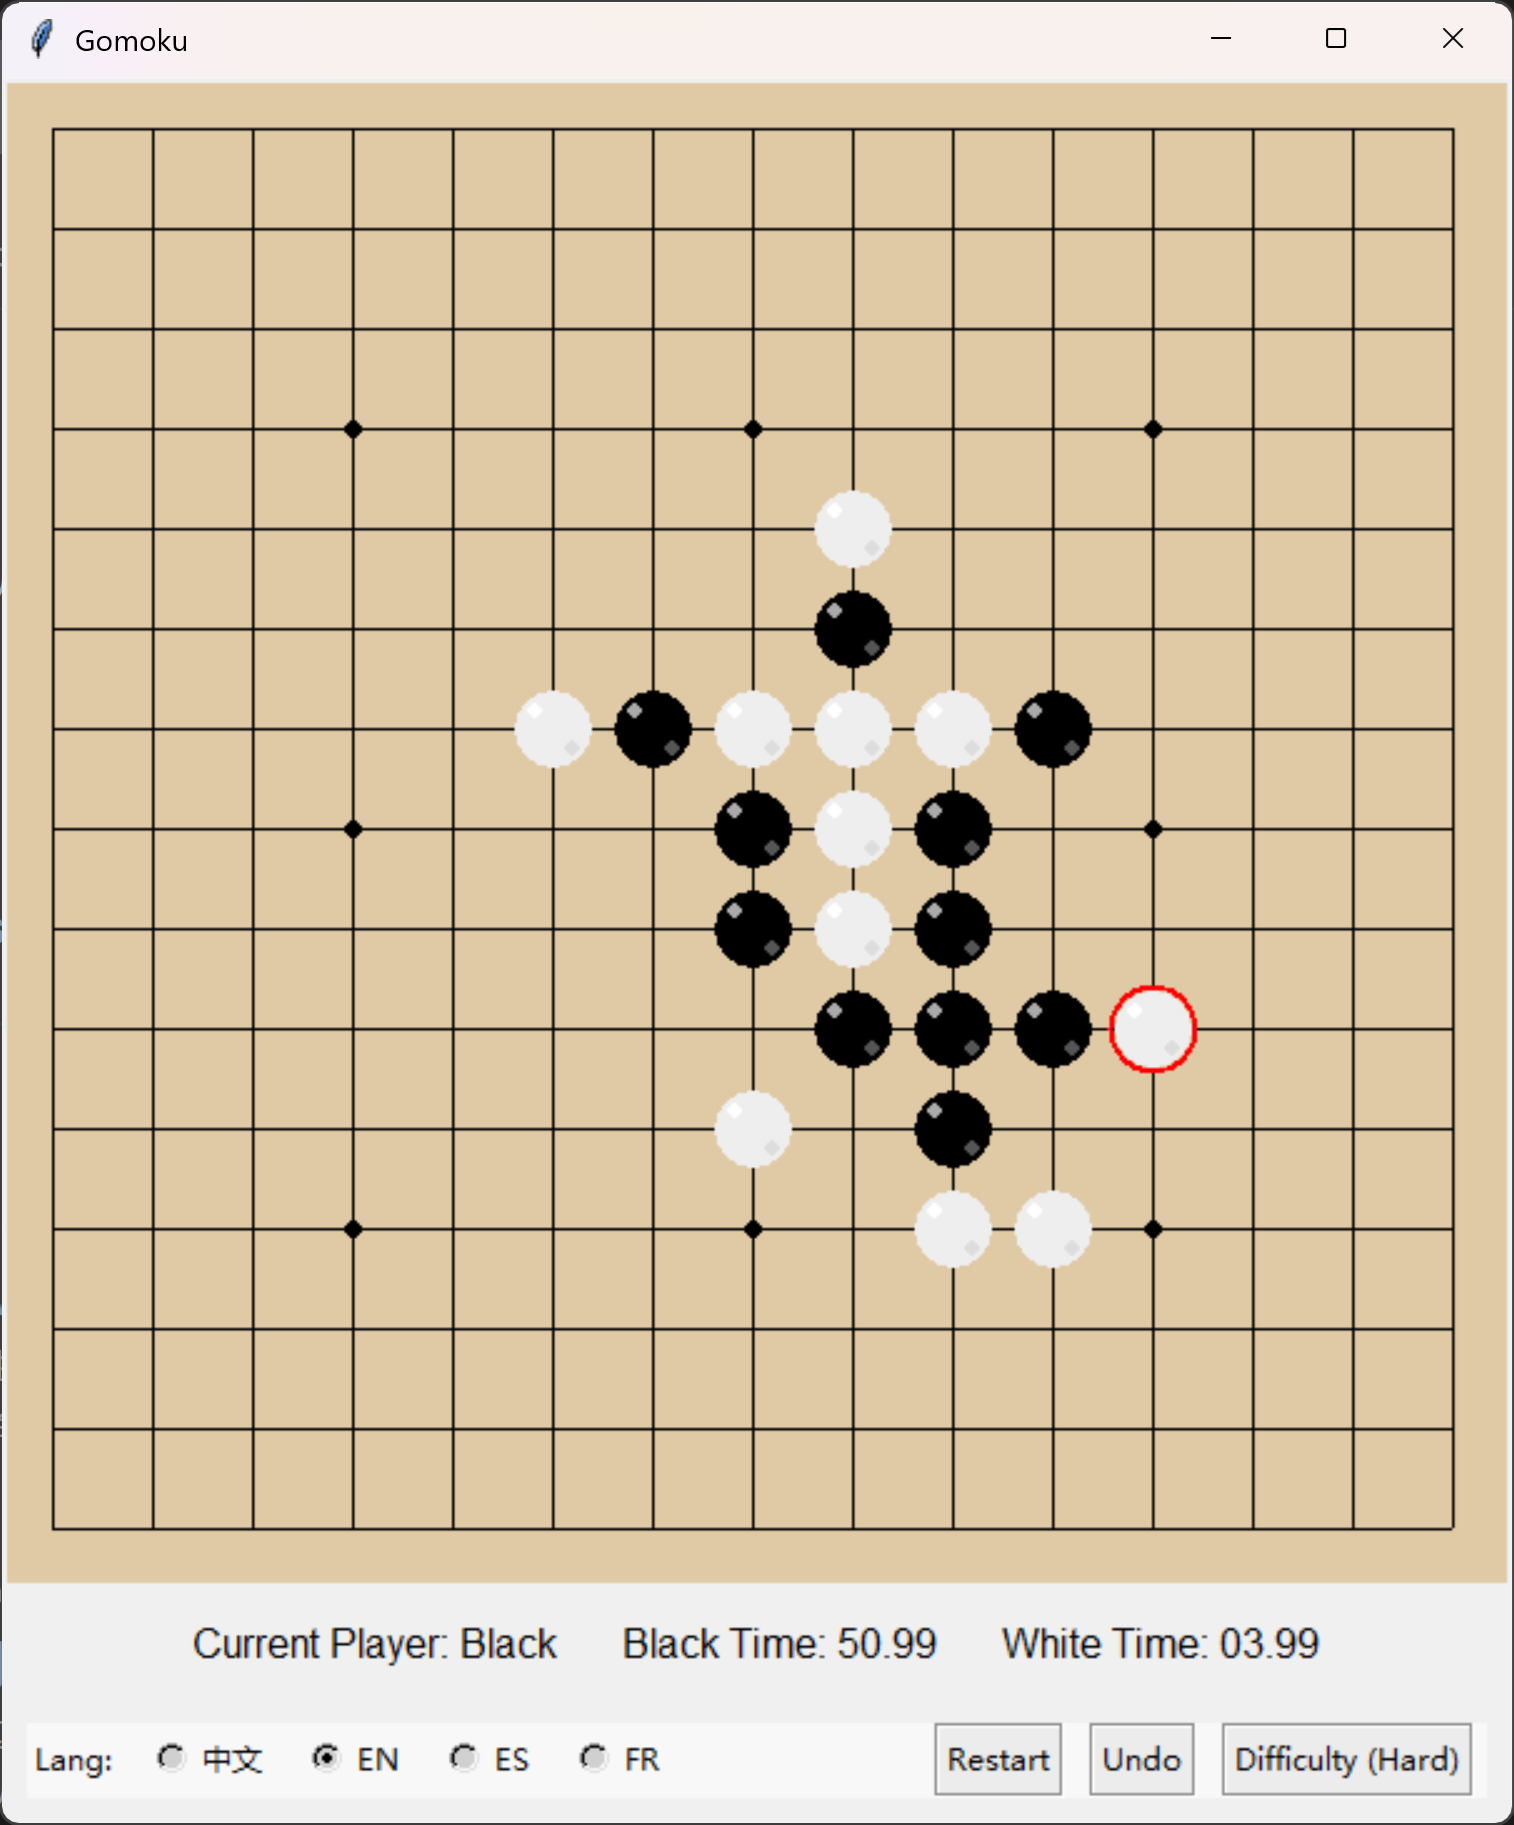 Gomoku
Current Player: Black Black Time: 50.99 White Time: 03.99
Lang: 中文 EN ES FR Restart Undo Difficulty (Hard)